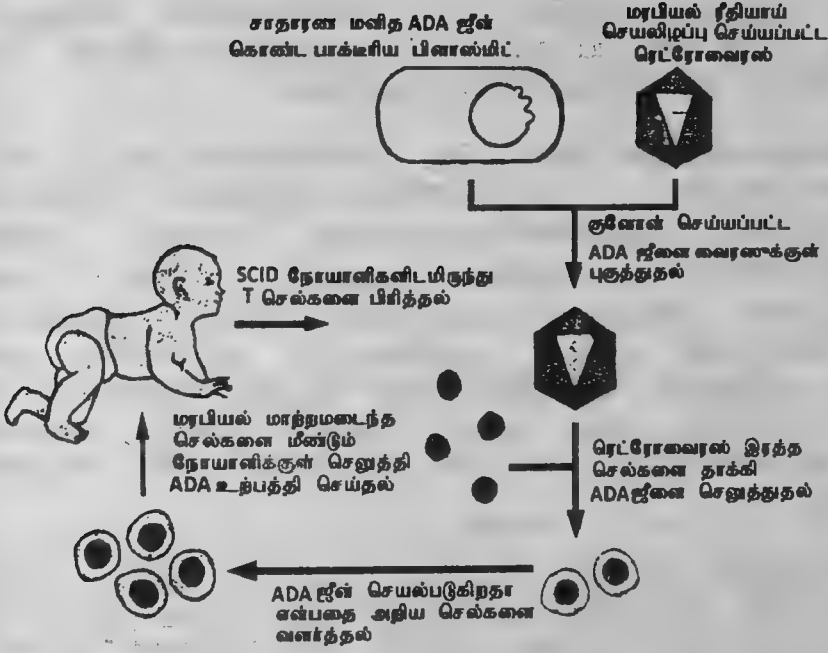 சாதாரண மனித ADA ஜீன்
கொண்ட பாக்டீரிய பிளாஸ்மிட்
மரபியல் ரீதியாய்
செயலிழப்பு செய்யப்பட்ட
ரெட்ரோவைரஸ்
குளோன் செய்யப்பட்ட
ADA ஜீனை வைரஸுக்குள்
புகுத்துதல்
SCID நோயாளிகளிடமிருந்து
T செல்களை பிரித்தல்
ரெட்ரோவைரஸ் இரத்த
செல்களை தாக்கி
ADA ஜீனை செலுத்துதல்
மரபியல் மாற்றமடைந்த
செல்களை மீண்டும்
நோயாளிக்குள் செலுத்தி
ADA உற்பத்தி செய்தல்
ADA ஜீன் செயல்படுகிறதா
என்பதை அறிய செல்களை
வளர்த்தல்